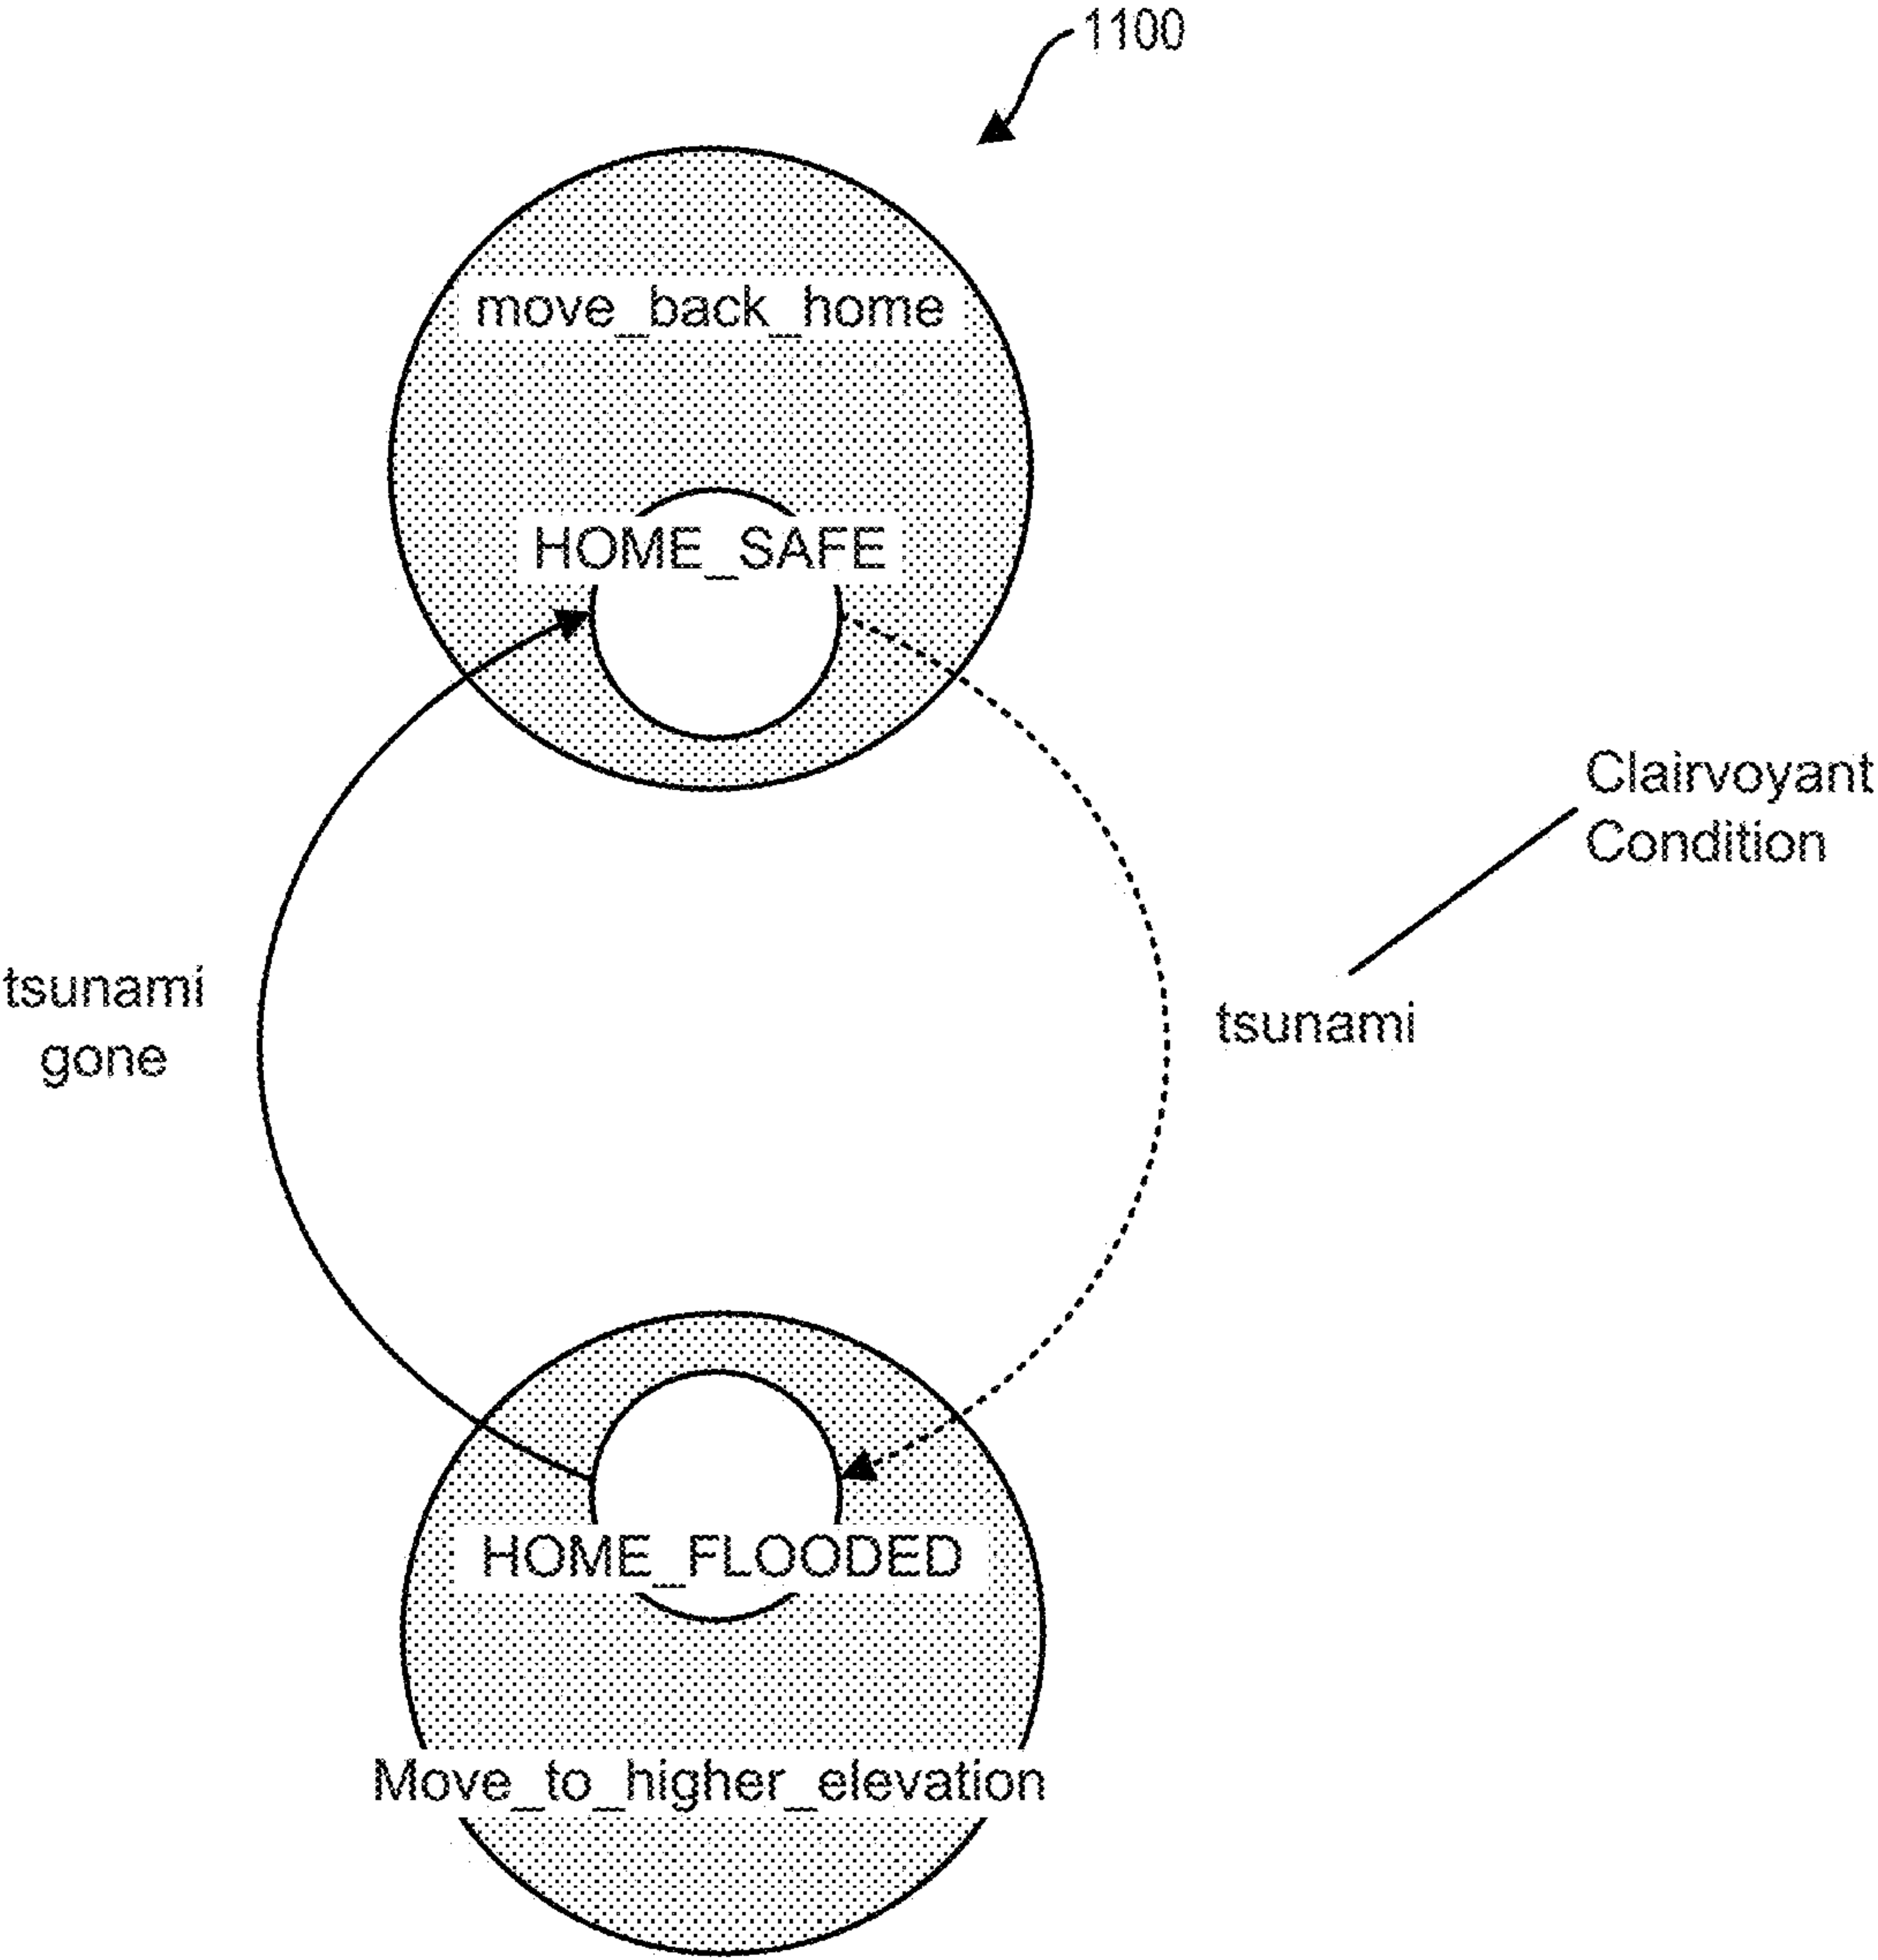 1100
move_back_home
HOME_SAFE
Clairvoyant
Condition
tsunami
gone
tsunami
HOME_FLOODED
Move_to_higher_elevation